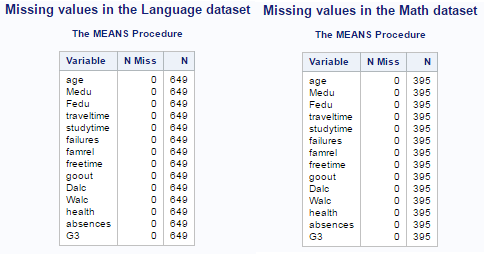 Missing values in the Language dataset
The MEANS Procedure
Variable N Miss N
age 0 649
Medu 0 649
Fedu 0 649
traveltime 0 649
studytime 0 649
failures 0 649
famrel 0 649
freetime 0 649
goout 0 649
Dalc 0 649
Walc 0 649
health 0 649
absences 0 649
G3 0 649
Missing values in the Math dataset
The MEANS Procedure
Variable N Miss N
age 0 395
Medu 0 395
Fedu 0 395
traveltime 0 395
studytime 0 395
failures 0 395
famrel 0 395
freetime 0 395
goout 0 395
Dalc 0 395
Walc 0 395
health 0 395
absences 0 395
G3 0 395